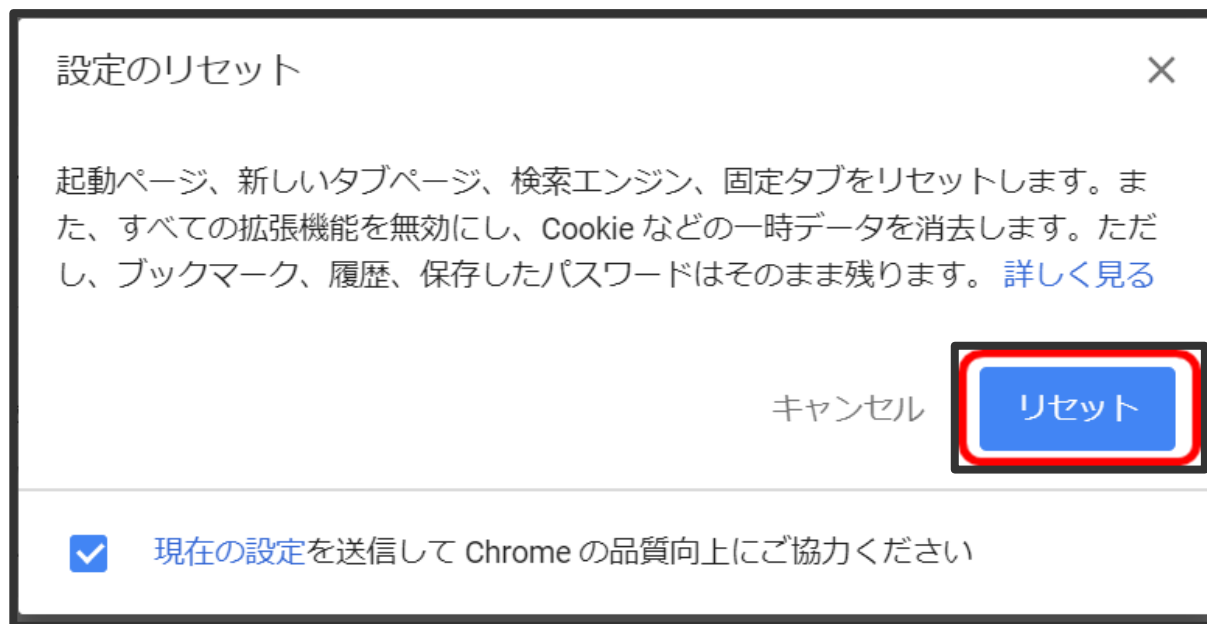 設定のリセット
起動ページ、新しいタブページ、検索エンジン、固定タブをリセットします。ま
た、すべての拡張機能を無効にし、Cookie などの一時データを消去します。ただ
し、ブックマーク、履歴、保存したパスワードはそのまま残ります。 詳しく見る
キャンセル リセット
現在の設定を送信して Chrome の品質向上にご協力ください